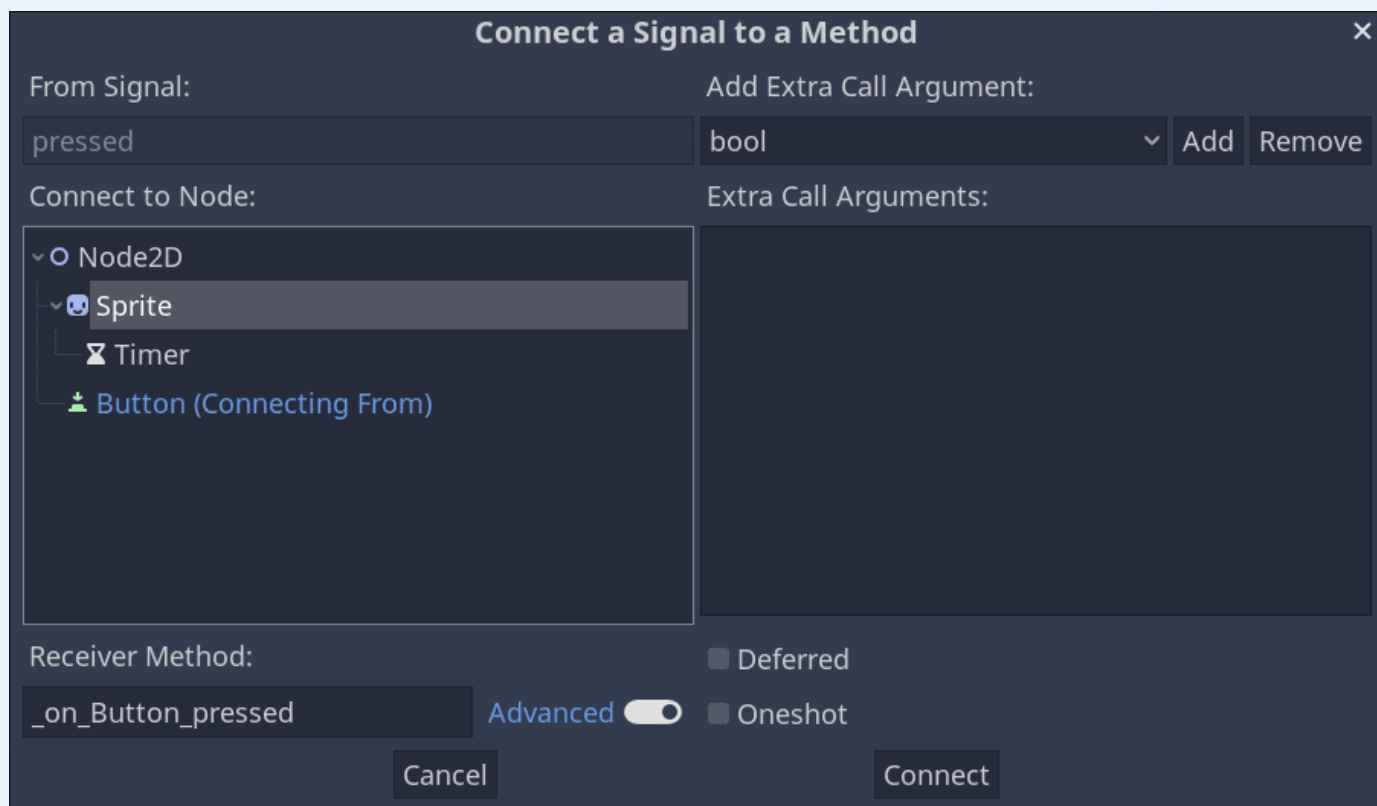 Connect a Signal to a Method
From Signal:
pressed
Connect to Node:
Node2D
Sprite
Timer
Button (Connecting From)
Receiver Method:
_on_Button_pressed
Advanced
Add Extra Call Argument:
bool
Add
Remove
Extra Call Arguments:
Deferred
Oneshot
Cancel
Connect